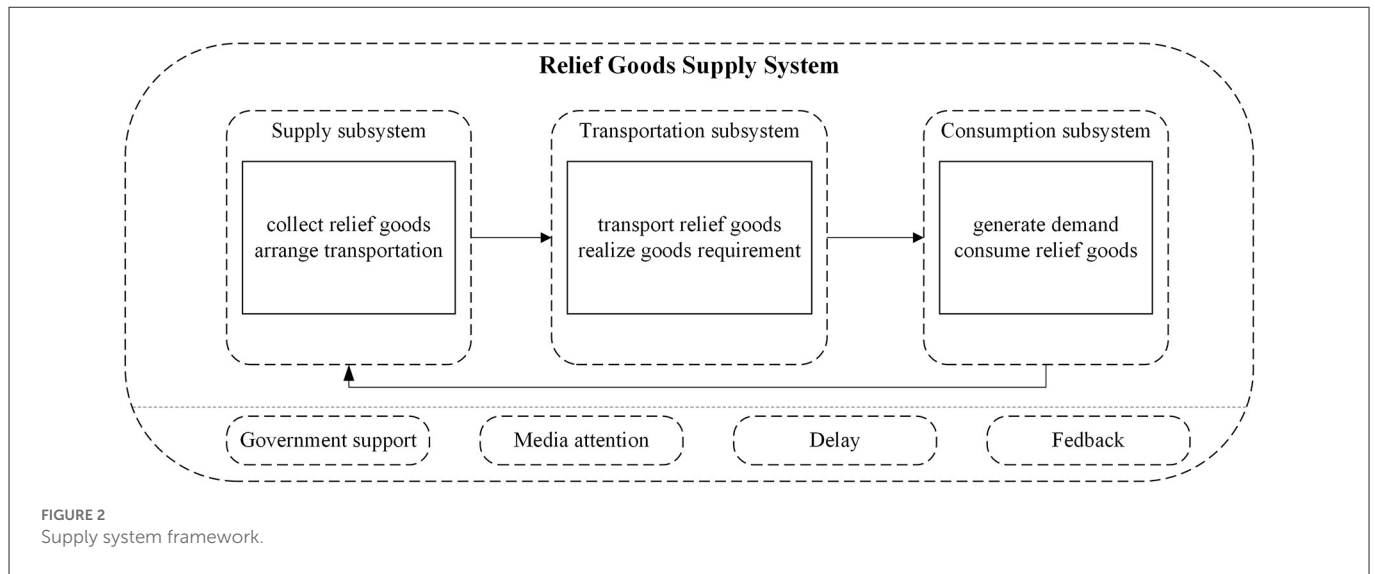 Relief Goods Supply System
Supply subsystem
collect relief goods
arrange transportation
Transportation subsystem
transport relief goods
realize goods requirement
Consumption subsystem
generate demand
consume relief goods
Government support
Media attention
Delay
Fedback
FIGURE 2
Supply system framework.